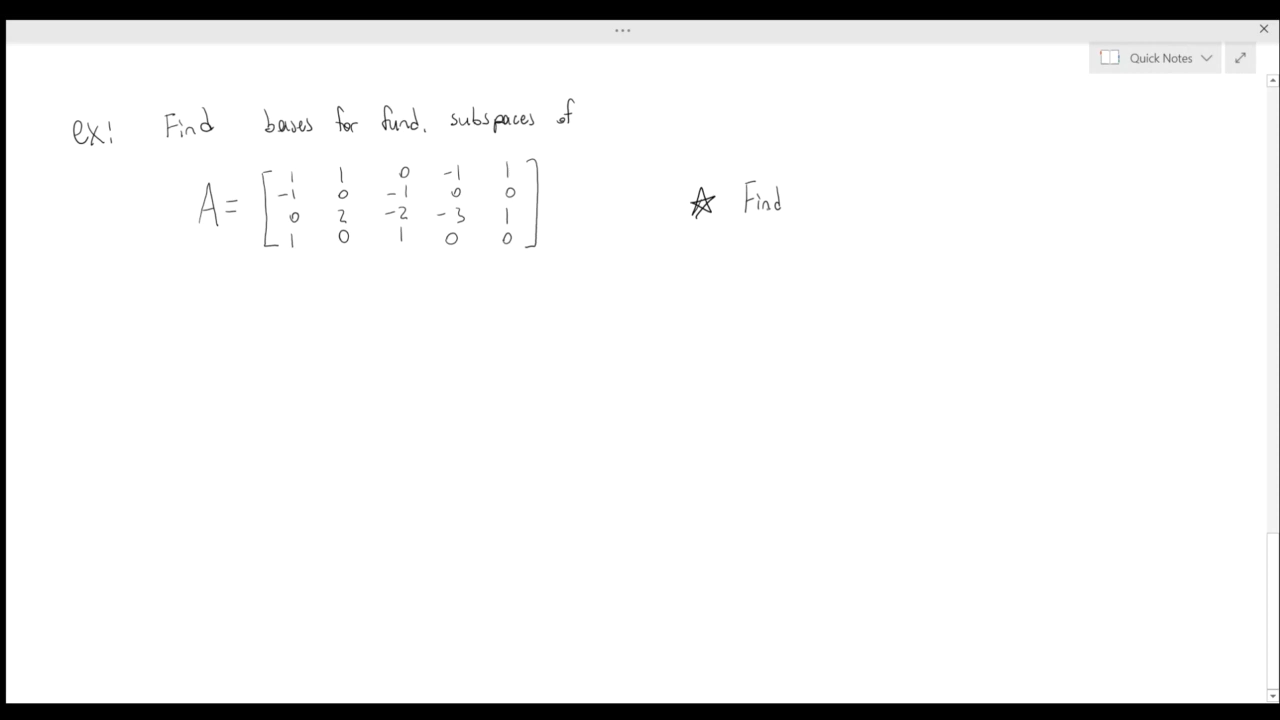 Quick Notes
ex: Find bases for fund. subspaces of
1 1 0 -1 1
-1 0 -1 0 0
A= 0 2 -2 -3 1
1 0 1 0 0
☆ Find